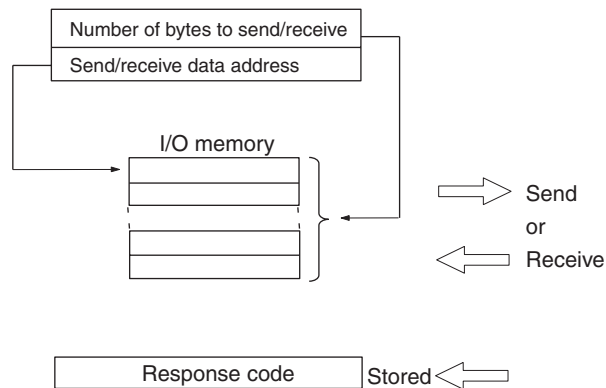 Number of bytes to send/receive
Send/receive data address
I/O memory
Send
or
Receive
Response code
Stored